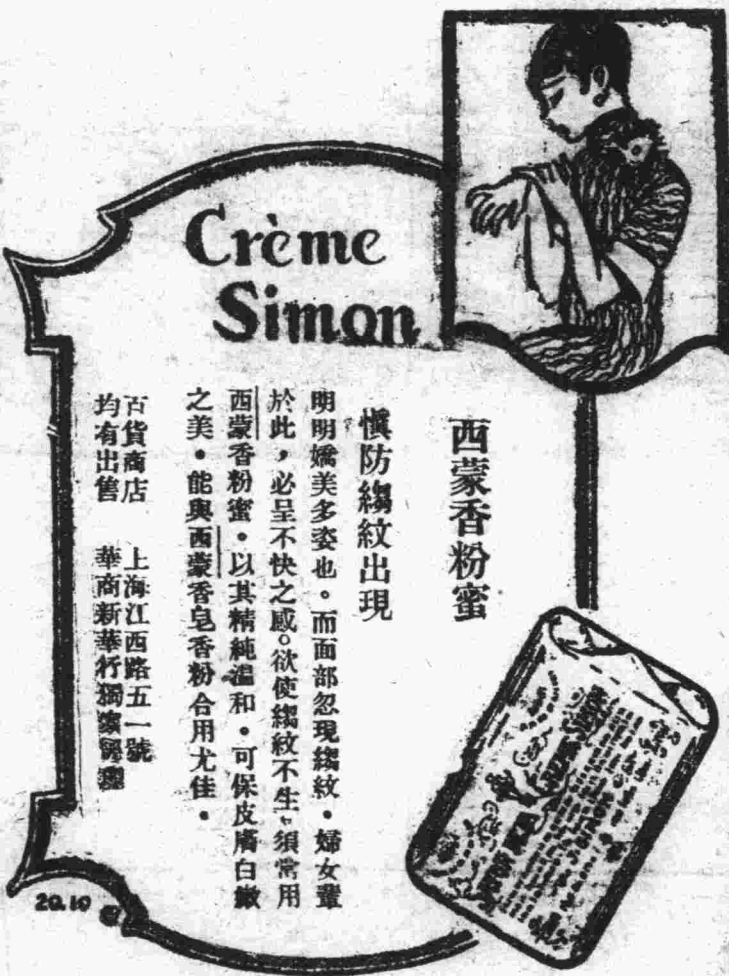 Crème
Simon
西蒙香粉蜜
慎防縐紋出現
明明嬌美多姿也。而面部忽現縐紋。婦女輩
於此，必呈不快之感。欲使縐紋不生，須常用
西蒙香粉蜜。以其精純溫和。可保皮膚白嫩
之美。能與西蒙香皂香粉合用尤佳。
百貨商店
均有出售
上海江西路五一號
華商新華行獨家經理
20.10